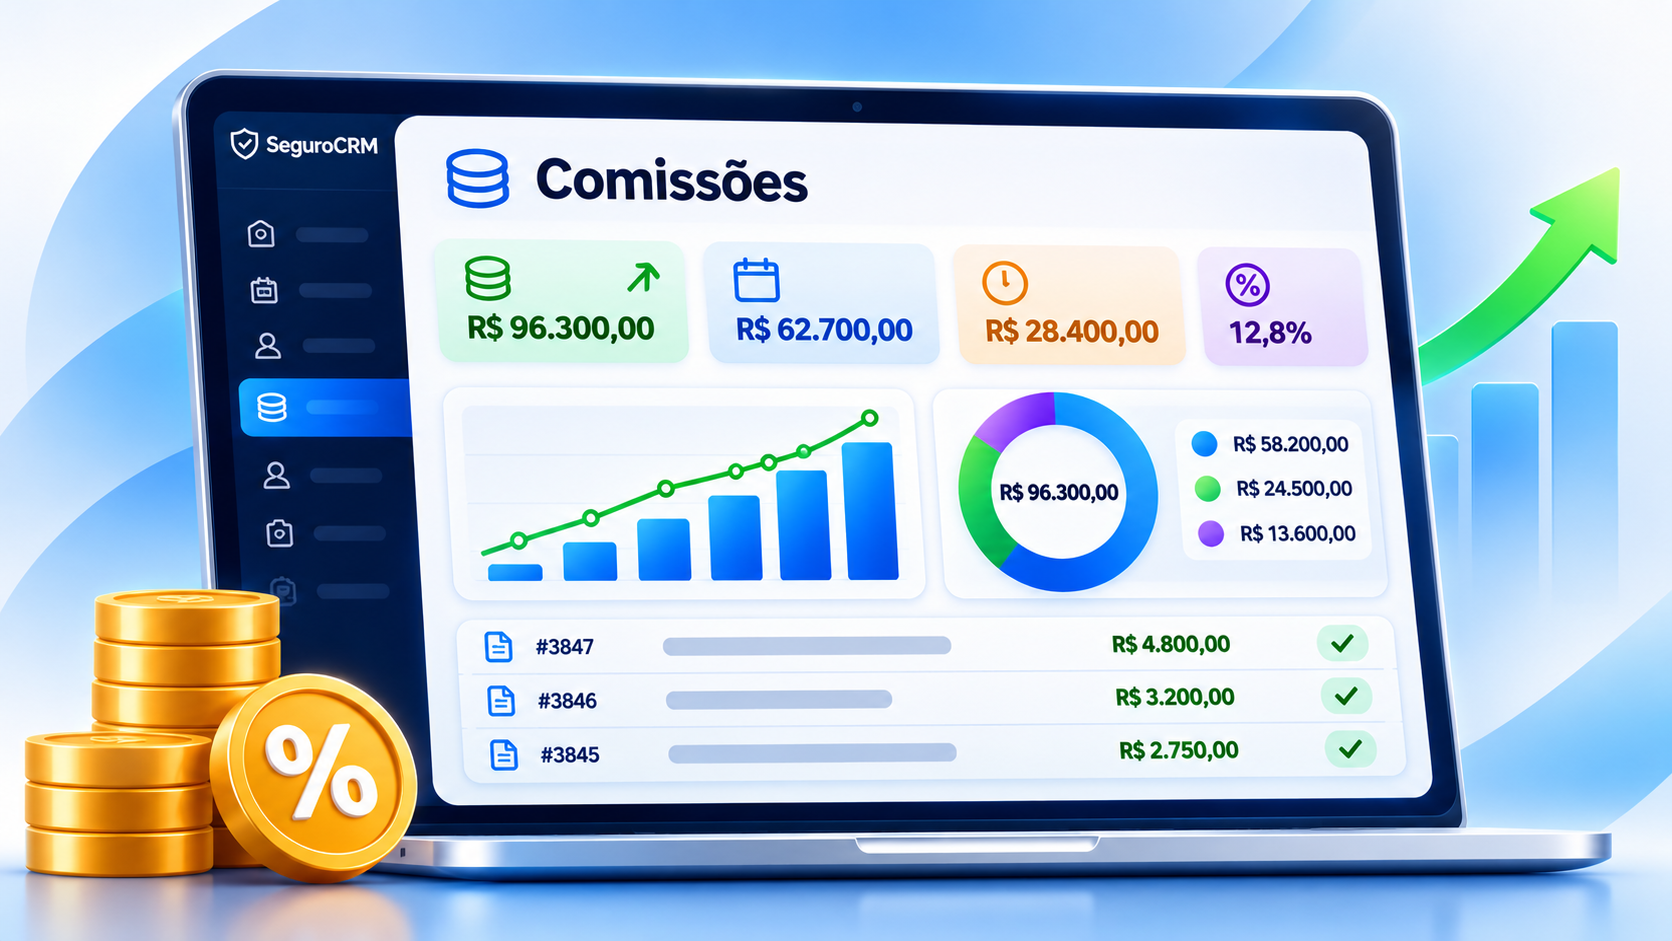 SeguroCRM
Comissões
R$ 96.300,00
R$ 62.700,00
R$ 28.400,00
12,8%
R$ 96.300,00
R$ 58.200,00
R$ 24.500,00
R$ 13.600,00
#3847 R$ 4.800,00
#3846 R$ 3.200,00
#3845 R$ 2.750,00
%